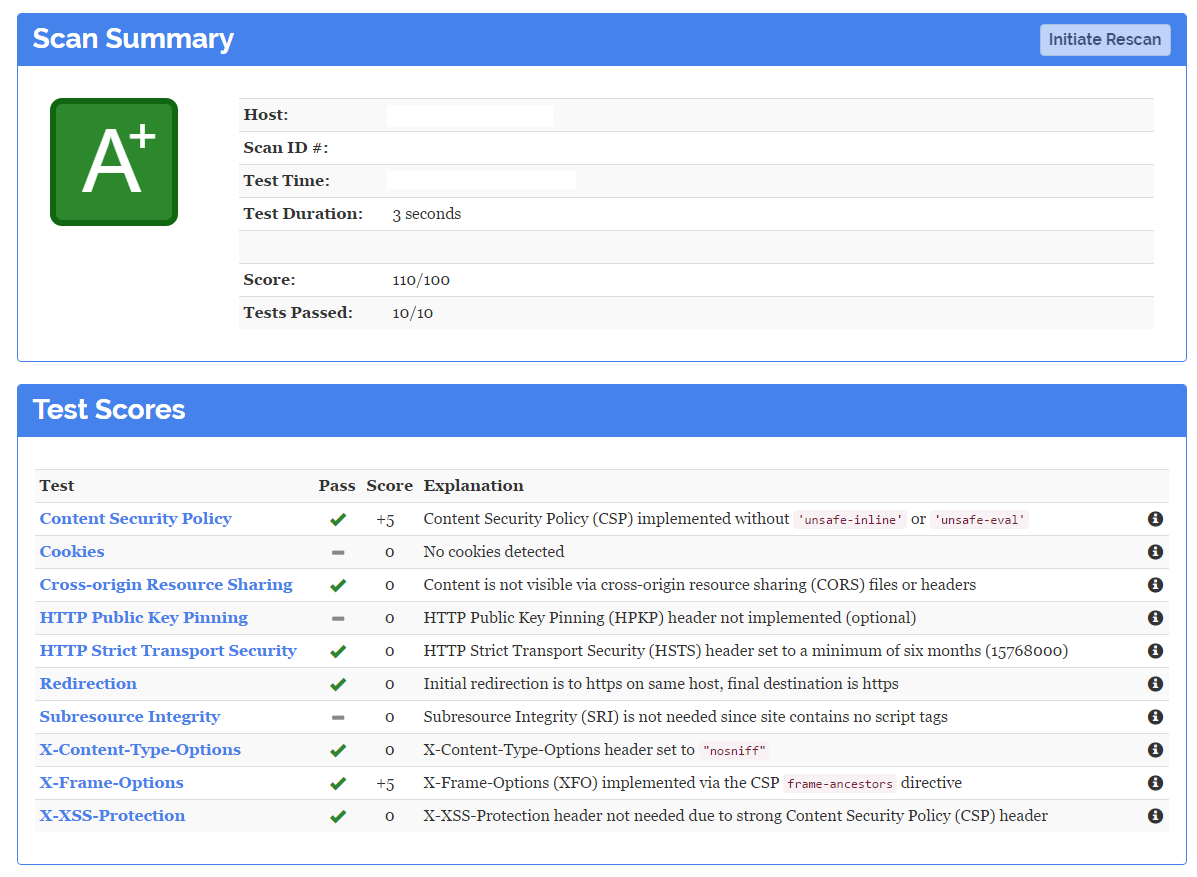 Scan Summary
Initiate Rescan
A+
Host:
Scan ID #:
Test Time:
Test Duration: 3 seconds
Score: 110/100
Tests Passed: 10/10
Test Scores
Test Pass Score Explanation
Content Security Policy +5 Content Security Policy (CSP) implemented without 'unsafe-inline' or 'unsafe-eval'
Cookies 0 No cookies detected
Cross-origin Resource Sharing 0 Content is not visible via cross-origin resource sharing (CORS) files or headers
HTTP Public Key Pinning 0 HTTP Public Key Pinning (HPKP) header not implemented (optional)
HTTP Strict Transport Security 0 HTTP Strict Transport Security (HSTS) header set to a minimum of six months (15768000)
Redirection 0 Initial redirection is to https on same host, final destination is https
Subresource Integrity 0 Subresource Integrity (SRI) is not needed since site contains no script tags
X-Content-Type-Options 0 X-Content-Type-Options header set to "nosniff"
X-Frame-Options +5 X-Frame-Options (XFO) implemented via the CSP frame-ancestors directive
X-XSS-Protection 0 X-XSS-Protection header not needed due to strong Content Security Policy (CSP) header